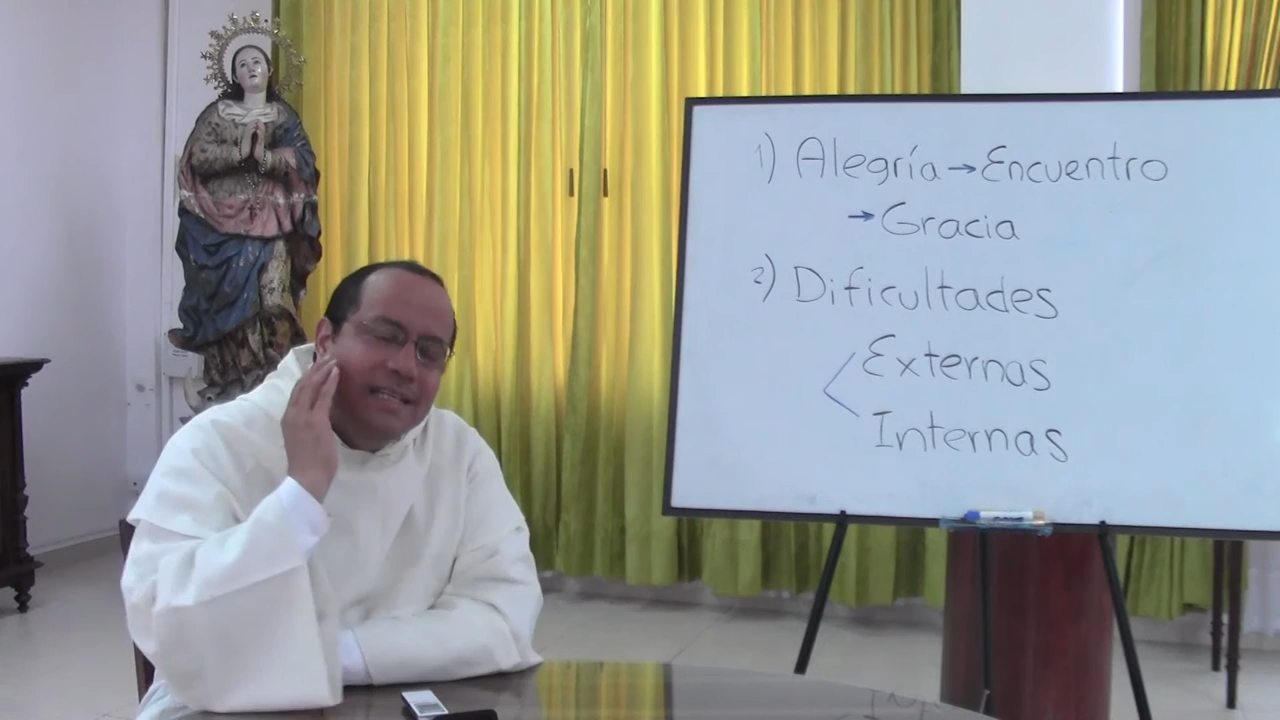 1) Alegría → Encuentro
→ Gracia
2) Dificultades
Externas
Internas